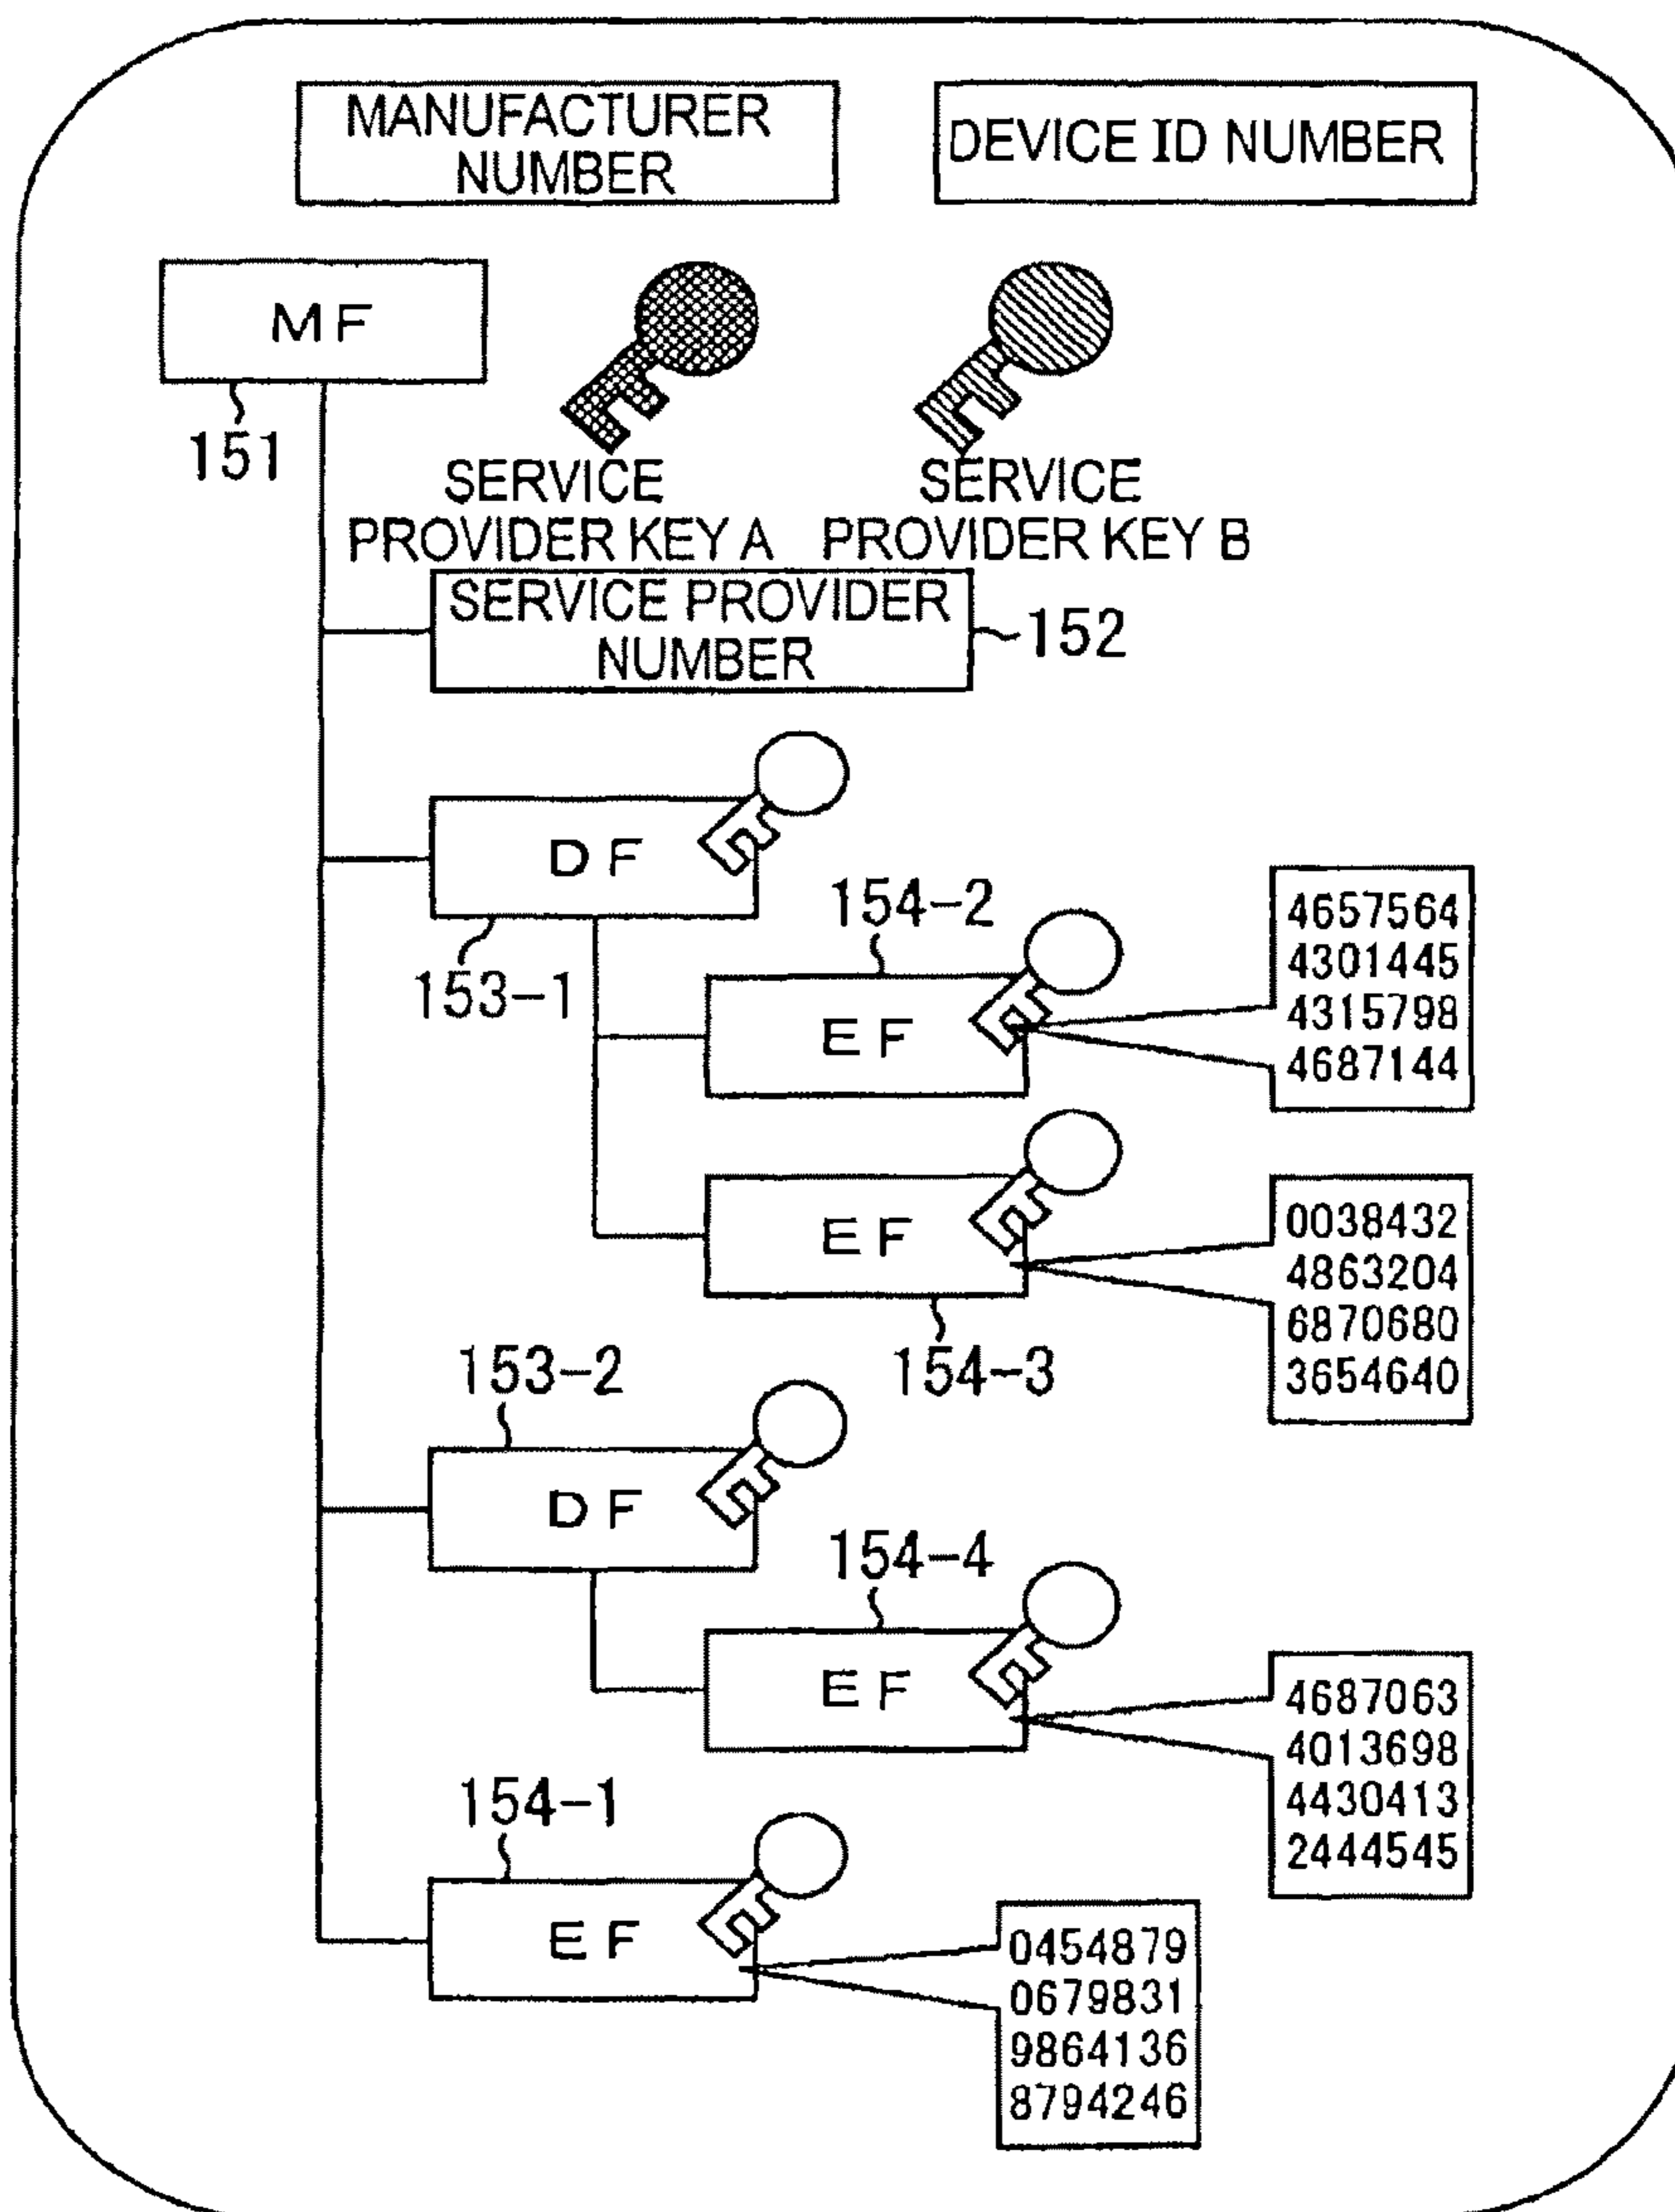 MANUFACTURER
NUMBER
DEVICE ID NUMBER
MF
151
SERVICE
PROVIDER KEY A
SERVICE
PROVIDER KEY B
SERVICE PROVIDER
NUMBER
152
DF
153-1
154-2
EF
4657564
4301445
4315798
4687144
EF
154-3
0038432
4863204
6870680
3654640
153-2
DF
154-4
EF
4687063
4013698
4430413
2444545
154-1
EF
0454879
0679831
9864136
8794246